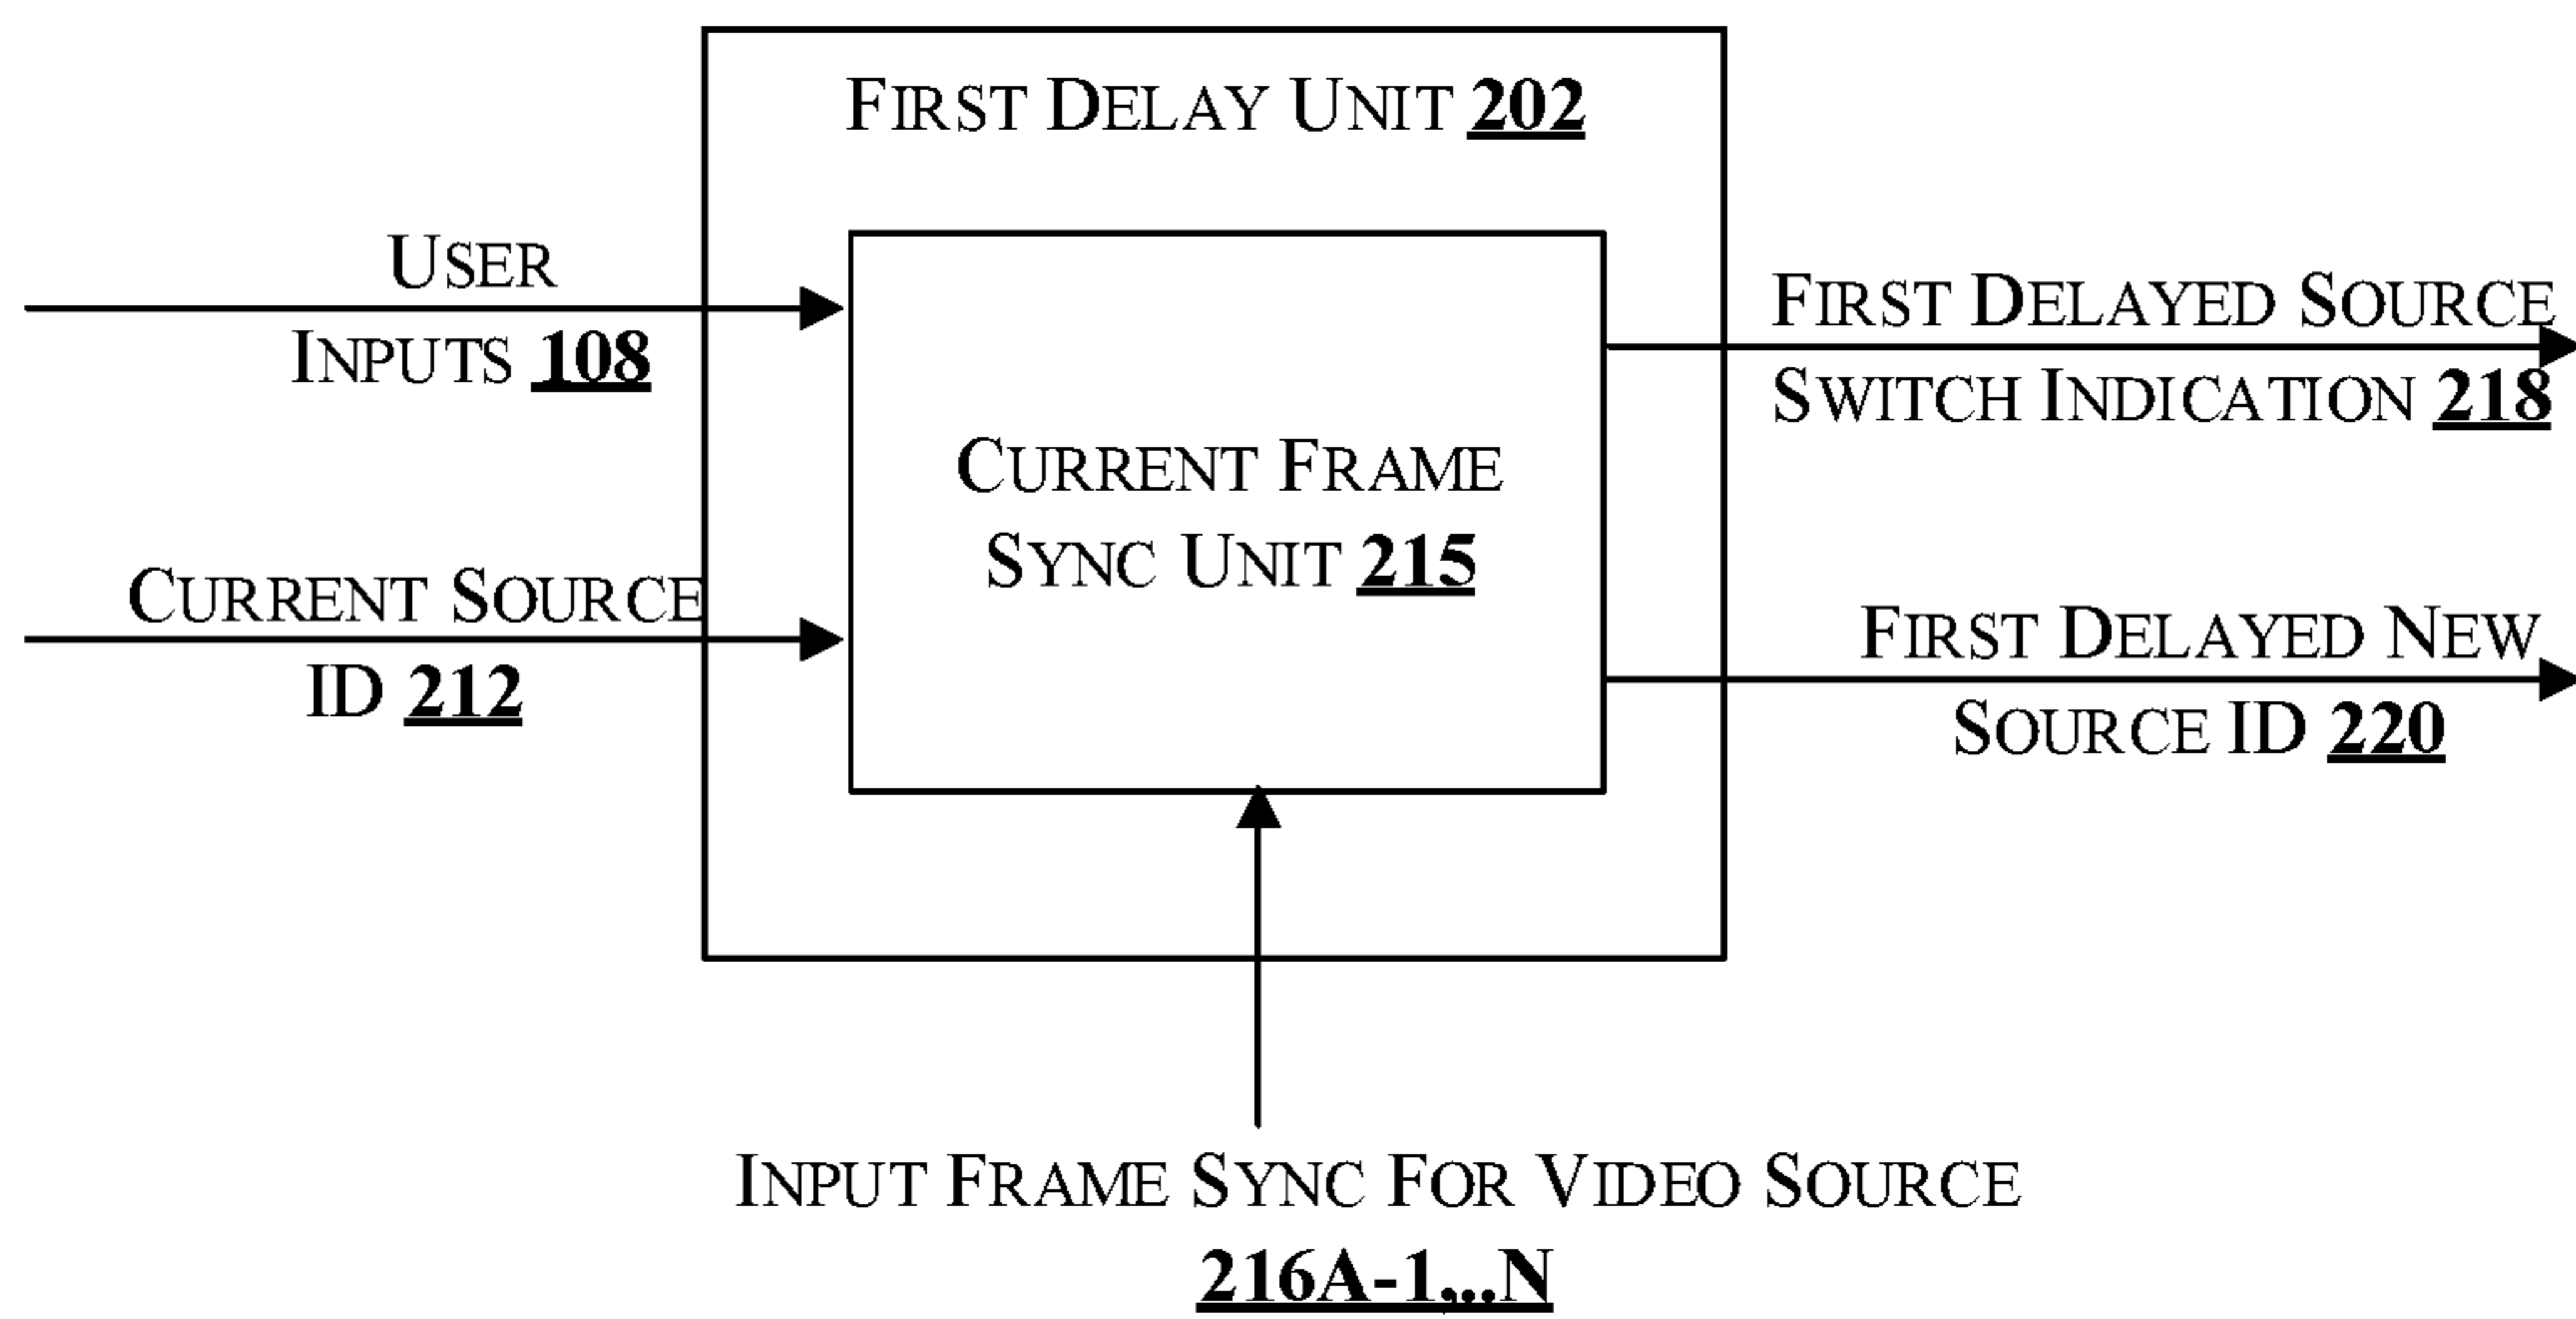 FIRST DELAY UNIT 202
USER
INPUTS 108
FIRST DELAYED SOURCE
SWITCH INDICATION 218
CURRENT FRAME
SYNC UNIT 215
CURRENT SOURCE
ID 212
FIRST DELAYED NEW
SOURCE ID 220
INPUT FRAME SYNC FOR VIDEO SOURCE
216A-1,...N